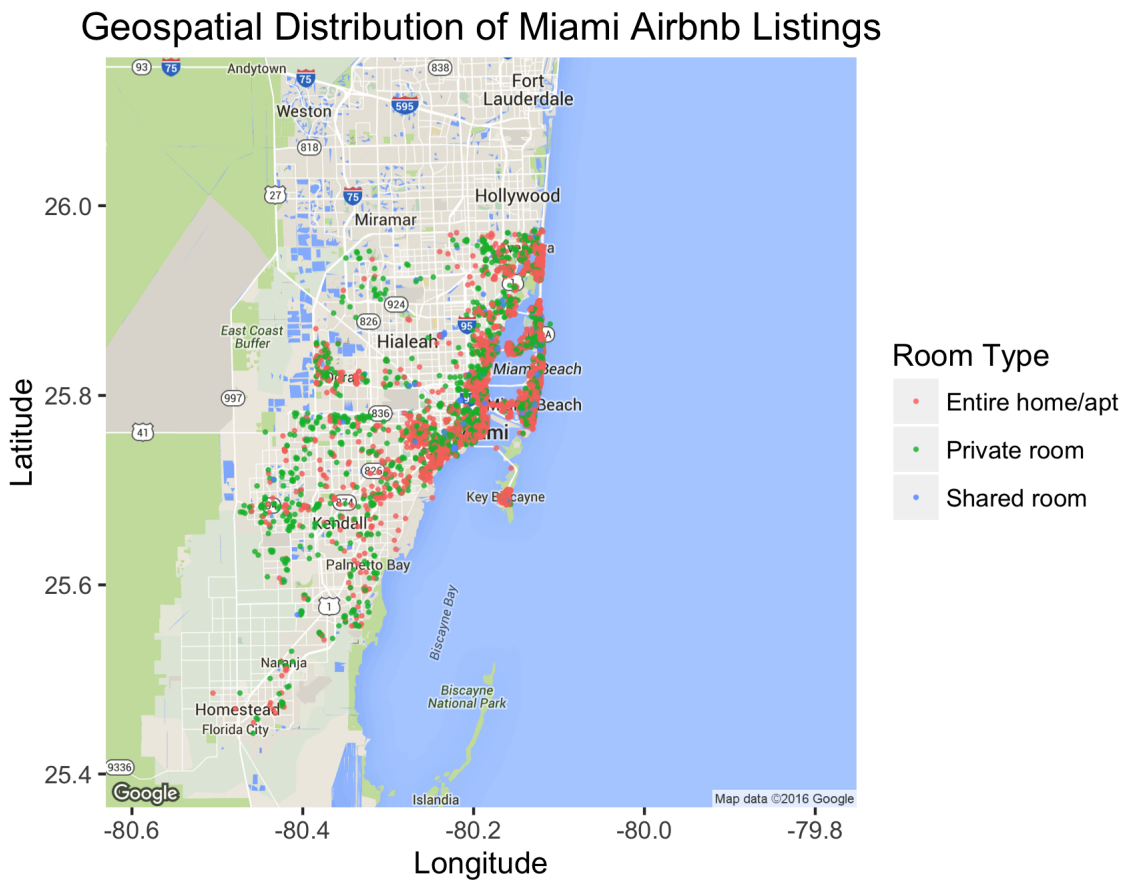 Geospatial Distribution of Miami Airbnb Listings
93
75
Andytown
75
838
Fort
Lauderdale
595
Weston
818
27
75
Hollywood
Miramar
26.0
924
826
95
A
East Coast
Buffer
Hialeah
Miami Beach
997
836
Miami Beach
41
Miami
25.8
826
874
Key Biscayne
Kendall
Palmetto Bay
25.6
1
Biscayne Bay
Naranja
Homestead
Florida City
Biscayne
National Park
9336
25.4
Google
Islandia
Map data ©2016 Google
-80.6
-80.4
-80.2
-80.0
-79.8
Longitude
Latitude
Room Type
Entire home/apt
Private room
Shared room